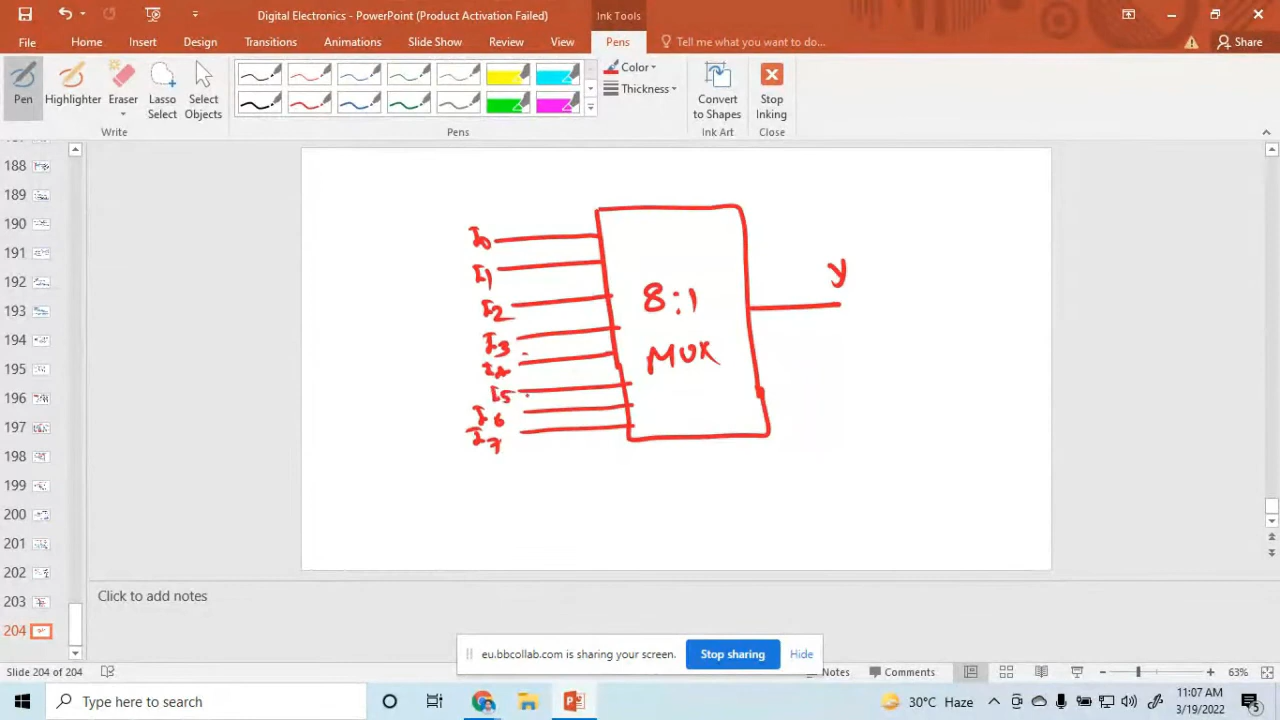 Digital Electronics - PowerPoint (Product Activation Failed)
Ink Tools
File
Home
Insert
Design
Transitions
Animations
Slide Show
Review
View
Pens
Tell me what you want to do...
Share
Pen
Highlighter
Eraser
Lasso
Select
Select
Objects
Color
Thickness
Convert
to Shapes
Stop
Inking
Write
Pens
Ink Art
Close
188
189
190
191
192
193
194
195
196
197
198
199
200
201
202
203
204
I0
I1
I2
I3
I4
I5
I6
I7
8:1
MUX
Y
Click to add notes
eu.bbcollab.com is sharing your screen.
Stop sharing
Hide
Slide 204 of 204
Notes
Comments
63%
Type here to search
30°C Haze
11:07 AM
3/19/2022
5